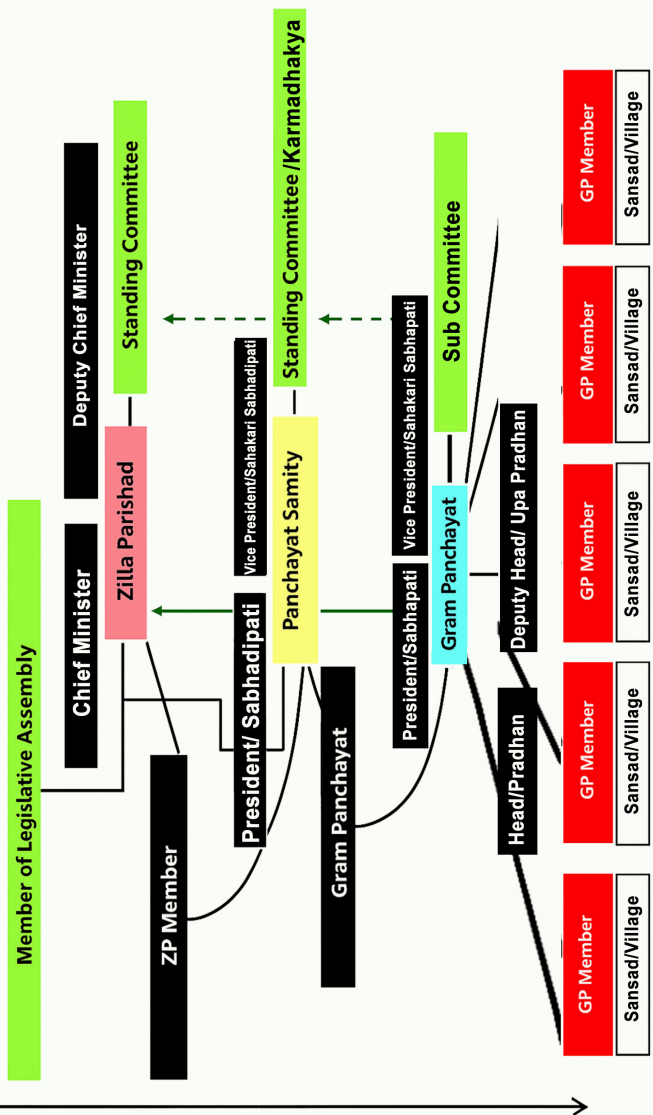 Member of Legislative Assembly
Chief Minister
Deputy Chief Minister
Zilla Parishad
Standing Committee
ZP Member
President/ Sabhadipati
Vice President/Sahakari Sabhadipati
Panchayat Samity
Standing Committee/Karmadhakya
Gram Panchayat
President/Sabhapati
Vice President/Sahakari Sabhapati
Gram Panchayat
Sub Committee
Head/Pradhan
Deputy Head/ Upa Pradhan
GP Member
GP Member
GP Member
GP Member
GP Member
Sansad/Village
Sansad/Village
Sansad/Village
Sansad/Village
Sansad/Village